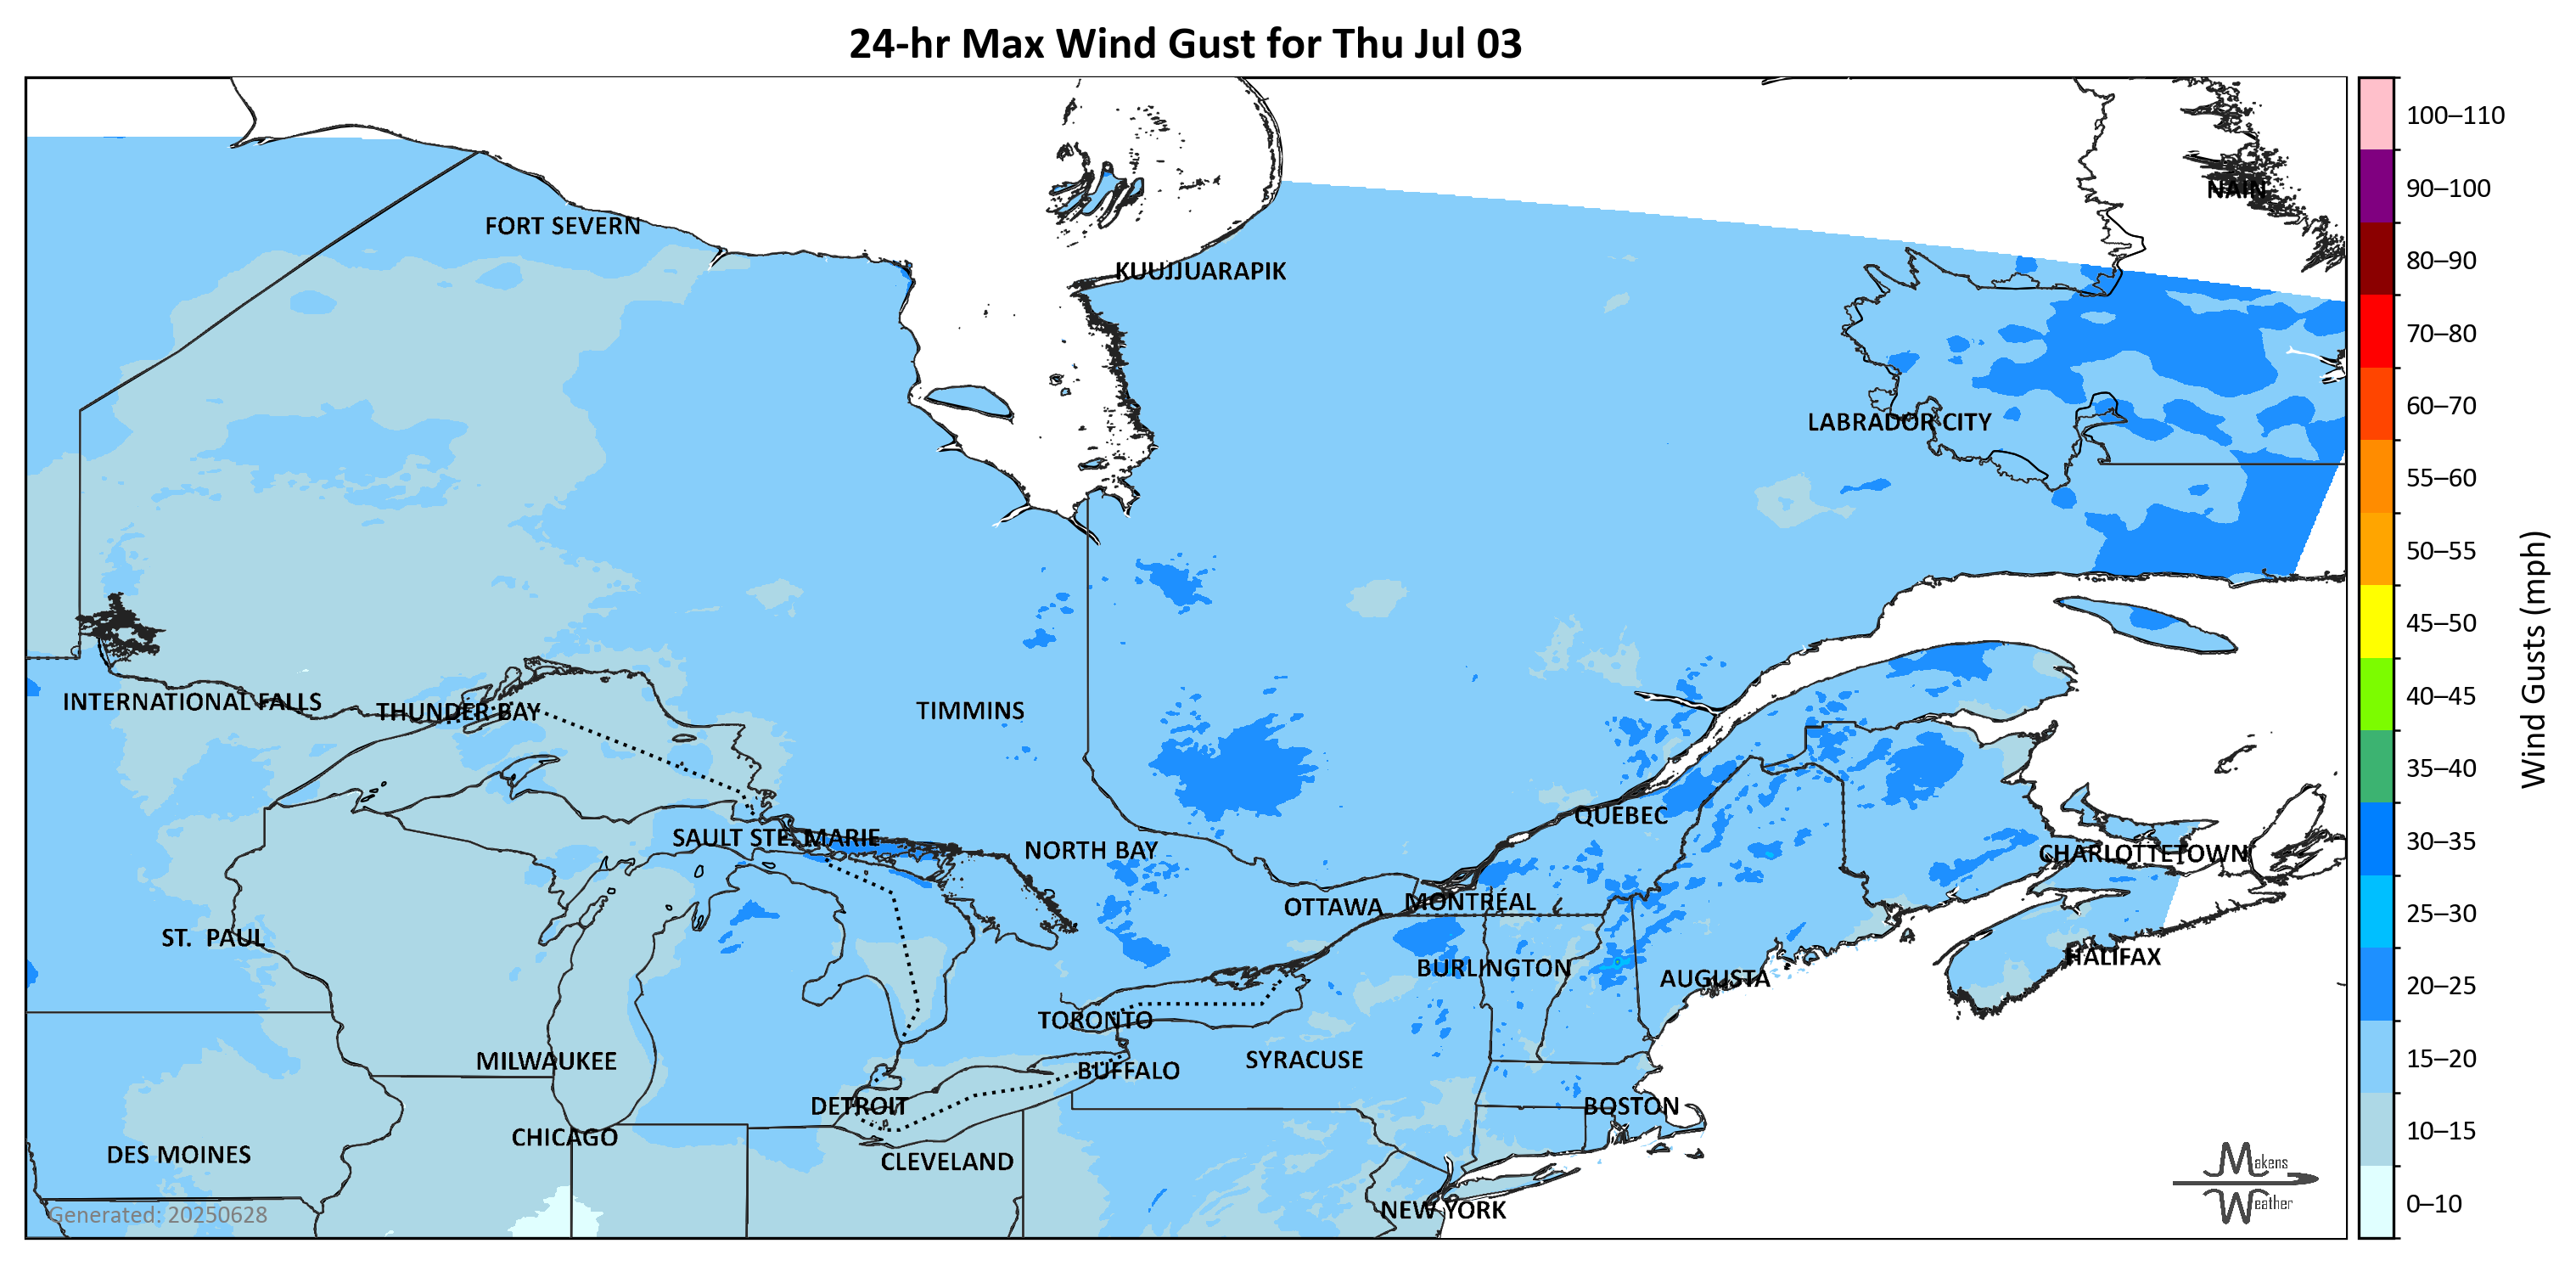 24-hr Max Wind Gust for Thu Jul 03
100–110
90–100
NAIN
FORT SEVERN
80–90
KUUJJUARAPIK
70–80
60–70
LABRADOR CITY
55–60
50–55
45–50
40–45
INTERNATIONAL FALLS
THUNDER BAY
TIMMINS
35–40
Wind Gusts (mph)
QUÉBEC
30–35
SAULT STE. MARIE
NORTH BAY
CHARLOTTETOWN
OTTAWA
MONTRÉAL
25–30
ST. PAUL
HALIFAX
BURLINGTON
AUGUSTA
20–25
TORONTO
MILWAUKEE
SYRACUSE
15–20
BUFFALO
DETROIT
BOSTON
10–15
CHICAGO
DES MOINES
CLEVELAND
Makens
Weather
0–10
NEW YORK
Generated: 20250628